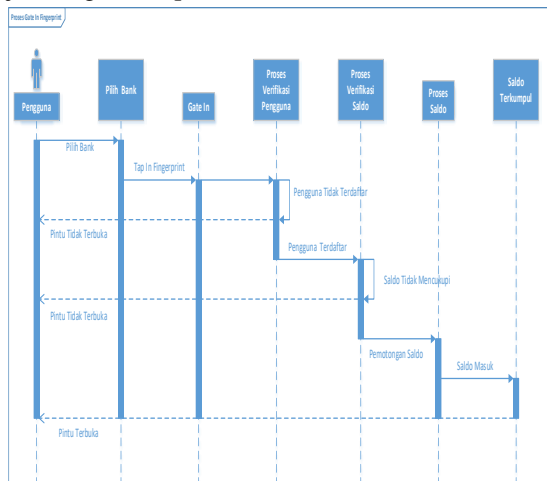 Proses Gate In Fingerprint
Pengguna
Pilih Bank
Gate In
Proses
Verifikasi
Pengguna
Proses
Verifikasi
Saldo
Proses
Saldo
Saldo
Terkumpul
Pilih Bank
Tap In Fingerprint
Pengguna Tidak Terdaftar
Pintu Tidak Terbuka
Pengguna Terdaftar
Saldo Tidak Mencukupi
Pintu Tidak Terbuka
Pemotongan Saldo
Saldo Masuk
Pintu Terbuka